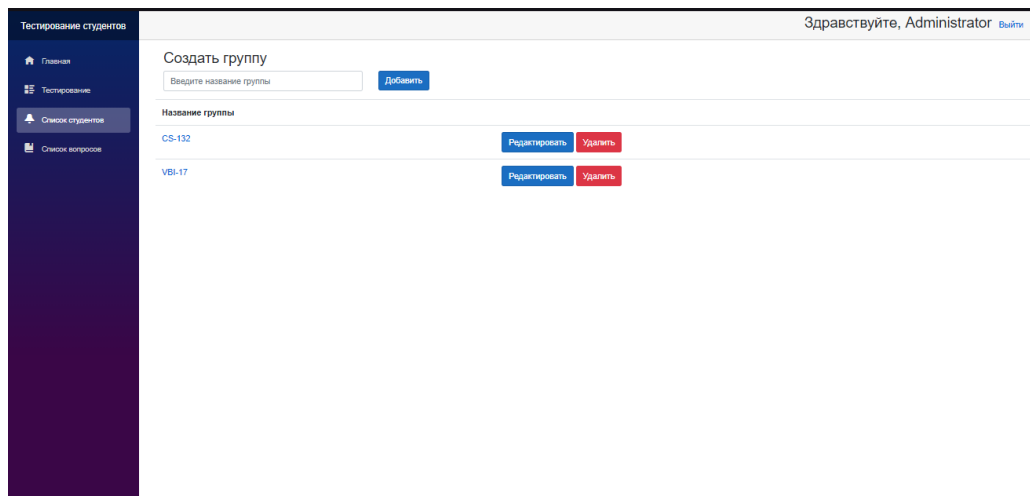 Тестирование студентов
Здравствуйте, Administrator Выйти
Главная
Тестирование
Список студентов
Список вопросов
Создать группу
Введите название группы
Добавить
Название группы
CS-132
Редактировать
Удалить
VBI-17
Редактировать
Удалить